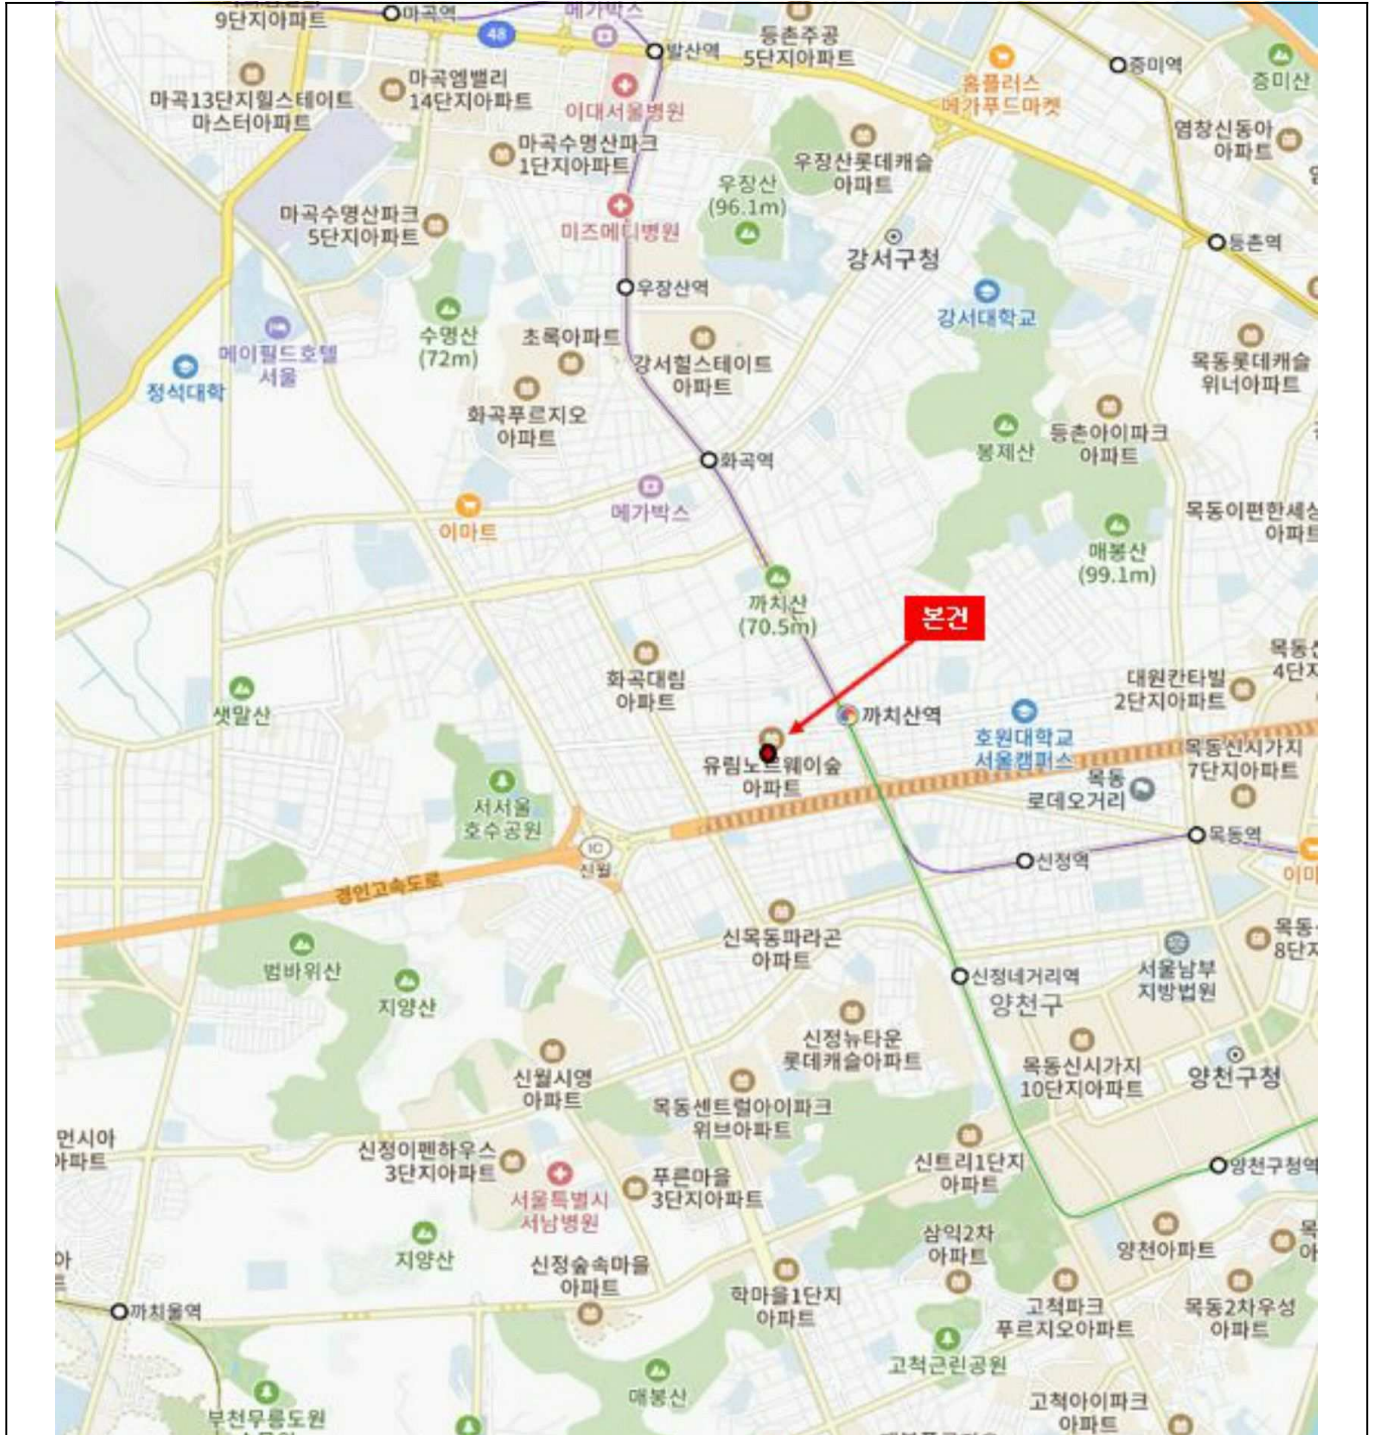 9단지아파트
마곡역
메가박스
48
발산역
등촌주공
5단지아파트
증미역
증미산
마곡13단지힐스테이트
마스터아파트
마곡엠밸리
14단지아파트
이대서울병원
홈플러스
메가푸드마켓
염창신동아
아파트
마곡수명산파크
1단지아파트
우장산롯데캐슬
아파트
우장산
(96.1m)
마곡수명산파크
5단지아파트
미즈메디병원
강서구청
등촌역
우장산역
강서대학교
수명산
(72m)
메이필드호텔
서울
정석대학
초록아파트
강서힐스테이트
아파트
목동롯데캐슬
위너아파트
화곡푸르지오
아파트
봉제산
등촌아이파크
아파트
화곡역
메가박스
이마트
목동이편한세상
아파트
매봉산
(99.1m)
까치산
(70.5m)
본건
화곡대림
아파트
대원칸타빌
2단지아파트
샛말산
까치산역
호원대학교
서울캠퍼스
유림노르웨이숲
아파트
목동신시가지
7단지아파트
목동
로데오거리
서서울
호수공원
목동역
신정역
IC
신월
경인고속도로
신목동파라곤
아파트
범바위산
지양산
신정네거리역
양천구
서울남부
지방법원
신정뉴타운
롯데캐슬아파트
목동신시가지
10단지아파트
양천구청
신월시영
아파트
목동센트럴아이파크
위브아파트
신정이펜하우스
3단지아파트
서울특별시
서남병원
푸른마을
3단지아파트
신트리1단지
아파트
양천구청역
지양산
신정숲속마을
아파트
삼익2차
아파트
양천아파트
까치울역
학마을1단지
아파트
고척파크
푸르지오아파트
목동2차우성
아파트
고척근린공원
매봉산
고척아이파크
아파트
부천무릉도원